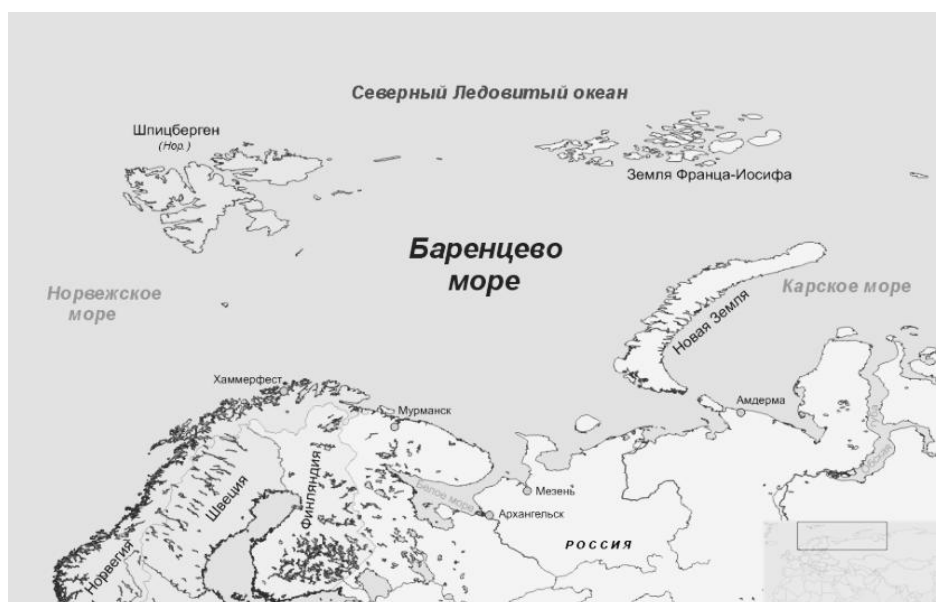 Северный Ледовитый океан
Шпицберген
(Нор.)
Земля Франца-Иосифа
Баренцево
море
Норвежское
море
Карское море
Новая Земля
Хаммерфест
Мурманск
Амдерма
Мезень
Белое море
Архангельск
Швеция
Финляндия
Норвегия
РОССИЯ